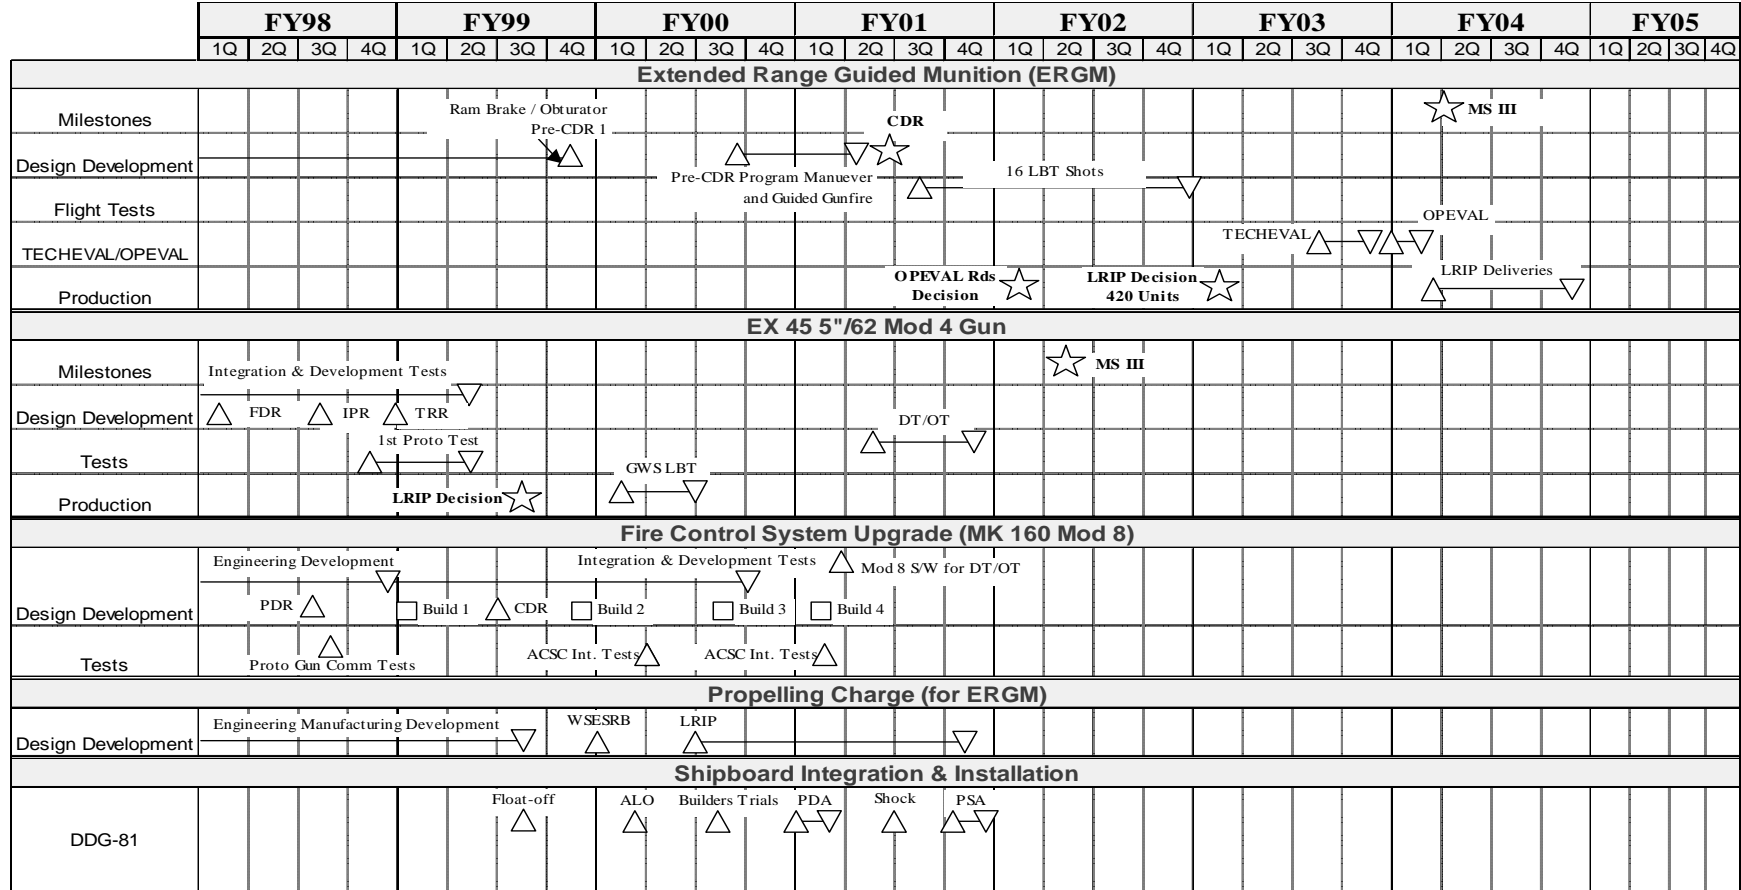 FY98 FY99 FY00 FY01 FY02 FY03 FY04 FY05
1Q 2Q 3Q 4Q 1Q 2Q 3Q 4Q 1Q 2Q 3Q 4Q 1Q 2Q 3Q 4Q 1Q 2Q 3Q 4Q 1Q 2Q 3Q 4Q 1Q 2Q 3Q 4Q 1Q 2Q 3Q 4Q
Extended Range Guided Munition (ERGM)
Milestones
Ram Brake / Obturator
Pre-CDR 1
CDR
MS III
Design Development
Pre-CDR Program Manuever
and Guided Gunfire
16 LBT Shots
Flight Tests
TECHEVAL/OPEVAL
TECHEVAL
OPEVAL
Production
OPEVAL Rds
Decision
LRIP Decision
420 Units
LRIP Deliveries
EX 45 5"/62 Mod 4 Gun
Milestones
Integration & Development Tests
MS III
Design Development
FDR
IPR
TRR
DT/OT
Tests
1st Proto Test
GWS LBT
Production
LRIP Decision
Fire Control System Upgrade (MK 160 Mod 8)
Engineering Development
Integration & Development Tests
Mod 8 S/W for DT/OT
Design Development
PDR
Build 1
CDR
Build 2
Build 3
Build 4
Tests
Proto Gun Comm Tests
ACSC Int. Tests
ACSC Int. Tests
Propelling Charge (for ERGM)
Engineering Manufacturing Development
WSESRB
LRIP
Design Development
Shipboard Integration & Installation
Float-off
ALO
Builders Trials
PDA
Shock
PSA
DDG-81